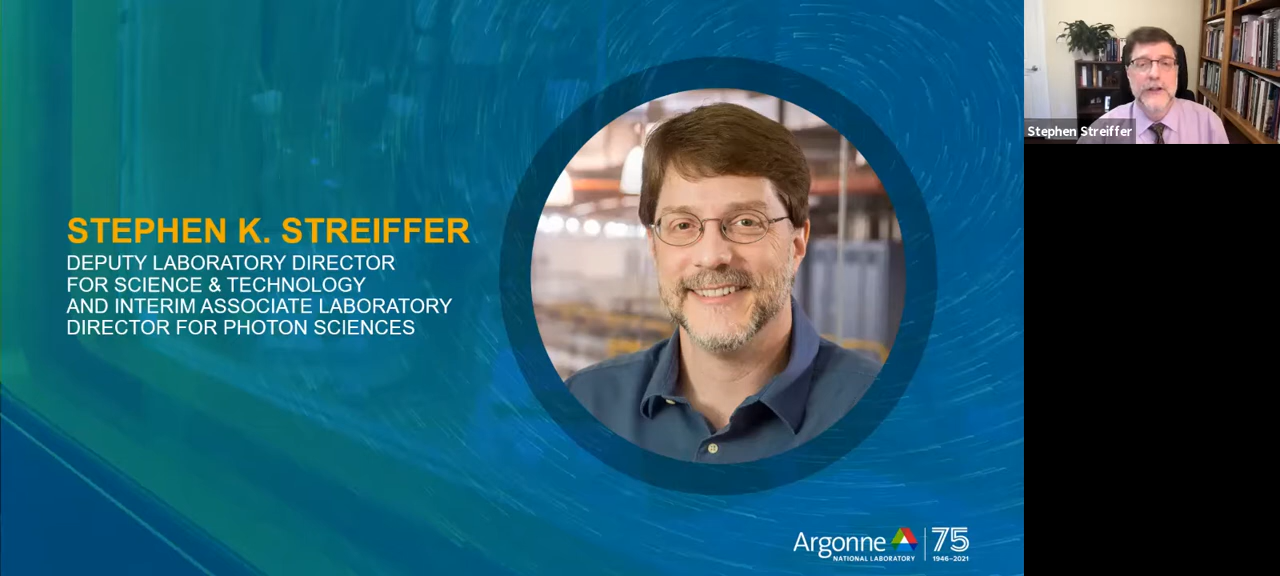 STEPHEN K. STREIFFER
DEPUTY LABORATORY DIRECTOR
FOR SCIENCE & TECHNOLOGY
AND INTERIM ASSOCIATE LABORATORY
DIRECTOR FOR PHOTON SCIENCES
Stephen Streiffer
Argonne
NATIONAL LABORATORY
75
1946–2021